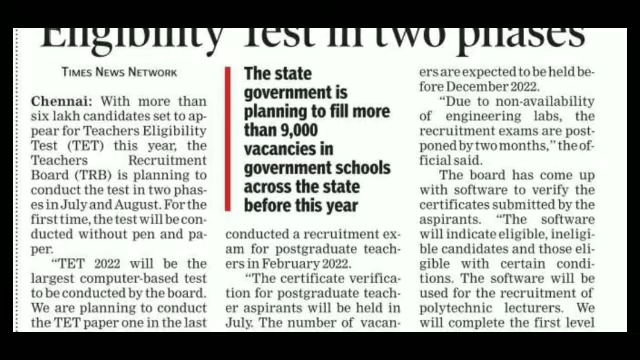 Eligibility Test in two phases
TIMES NEWS NETWORK
Chennai: With more than
six lakh candidates set to ap-
pear for Teachers Eligibility
Test (TET) this year, the
Teachers Recruitment
Board (TRB) is planning to
conduct the test in two phas-
es in July and August. For the
first time, the test will be con-
ducted without pen and pa-
per.
"TET 2022 will be the
largest computer-based test
to be conducted by the board.
We are planning to conduct
the TET paper one in the last
The state
government is
planning to fill more
than 9,000
vacancies in
government schools
across the state
before this year
conducted a recruitment ex-
am for postgraduate teach-
ers in February 2022.
"The certificate verifica-
tion for postgraduate teach-
er aspirants will be held in
July. The number of vacan-
ers are expected to be held be-
fore December 2022.
"Due to non-availability
of engineering labs, the
recruitment exams are post-
poned by two months," the of-
ficial said.
The board has come up
with software to verify the
certificates submitted by the
aspirants. "The software
will indicate eligible, ineligi-
ble candidates and those eli-
gible with certain condi-
tions. The software will be
used for the recruitment of
polytechnic lecturers. We
will complete the first level